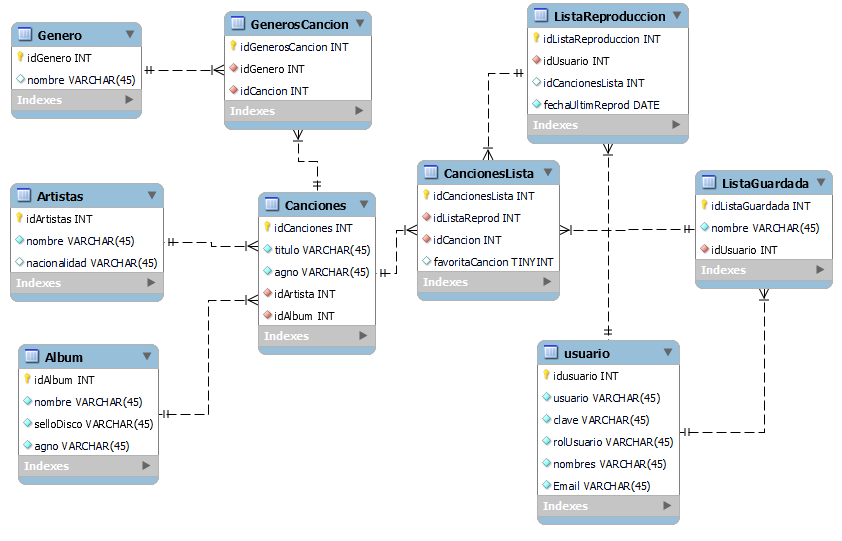 Genero
idGenero INT
nombre VARCHAR(45)
Indexes
GenerosCancion
idGenerosCancion INT
idGenero INT
idCancion INT
Indexes
ListaReproduccion
idListaReproduccion INT
idUsuario INT
idCancionesLista INT
fechaUltimReprod DATE
Indexes
Artistas
idArtistas INT
nombre VARCHAR(45)
nacionalidad VARCHAR(45)
Indexes
Canciones
idCanciones INT
titulo VARCHAR(45)
agno VARCHAR(45)
idArtista INT
idAlbum INT
Indexes
CancionesLista
idCancionesLista INT
idListaReprod INT
idCancion INT
favoritaCancion TINYINT
Indexes
ListaGuardada
idListaGuardada INT
nombre VARCHAR(45)
idUsuario INT
Indexes
Album
idAlbum INT
nombre VARCHAR(45)
selloDisco VARCHAR(45)
agno VARCHAR(45)
Indexes
usuario
idusuario INT
usuario VARCHAR(45)
clave VARCHAR(45)
rolUsuario VARCHAR(45)
nombres VARCHAR(45)
Email VARCHAR(45)
Indexes